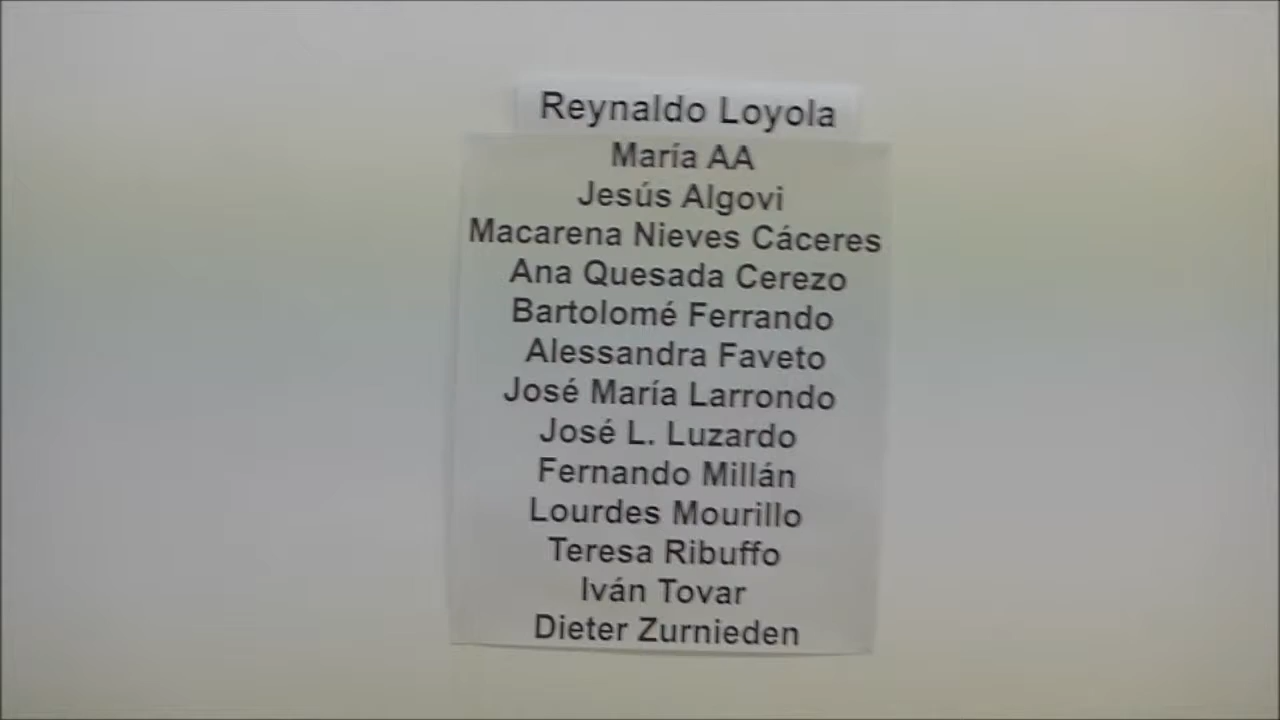 Reynaldo Loyola
María AA
Jesús Algovi
Macarena Nieves Cáceres
Ana Quesada Cerezo
Bartolomé Ferrando
Alessandra Faveto
José María Larrondo
José L. Luzardo
Fernando Millán
Lourdes Mourillo
Teresa Ribuffo
Iván Tovar
Dieter Zurnieden